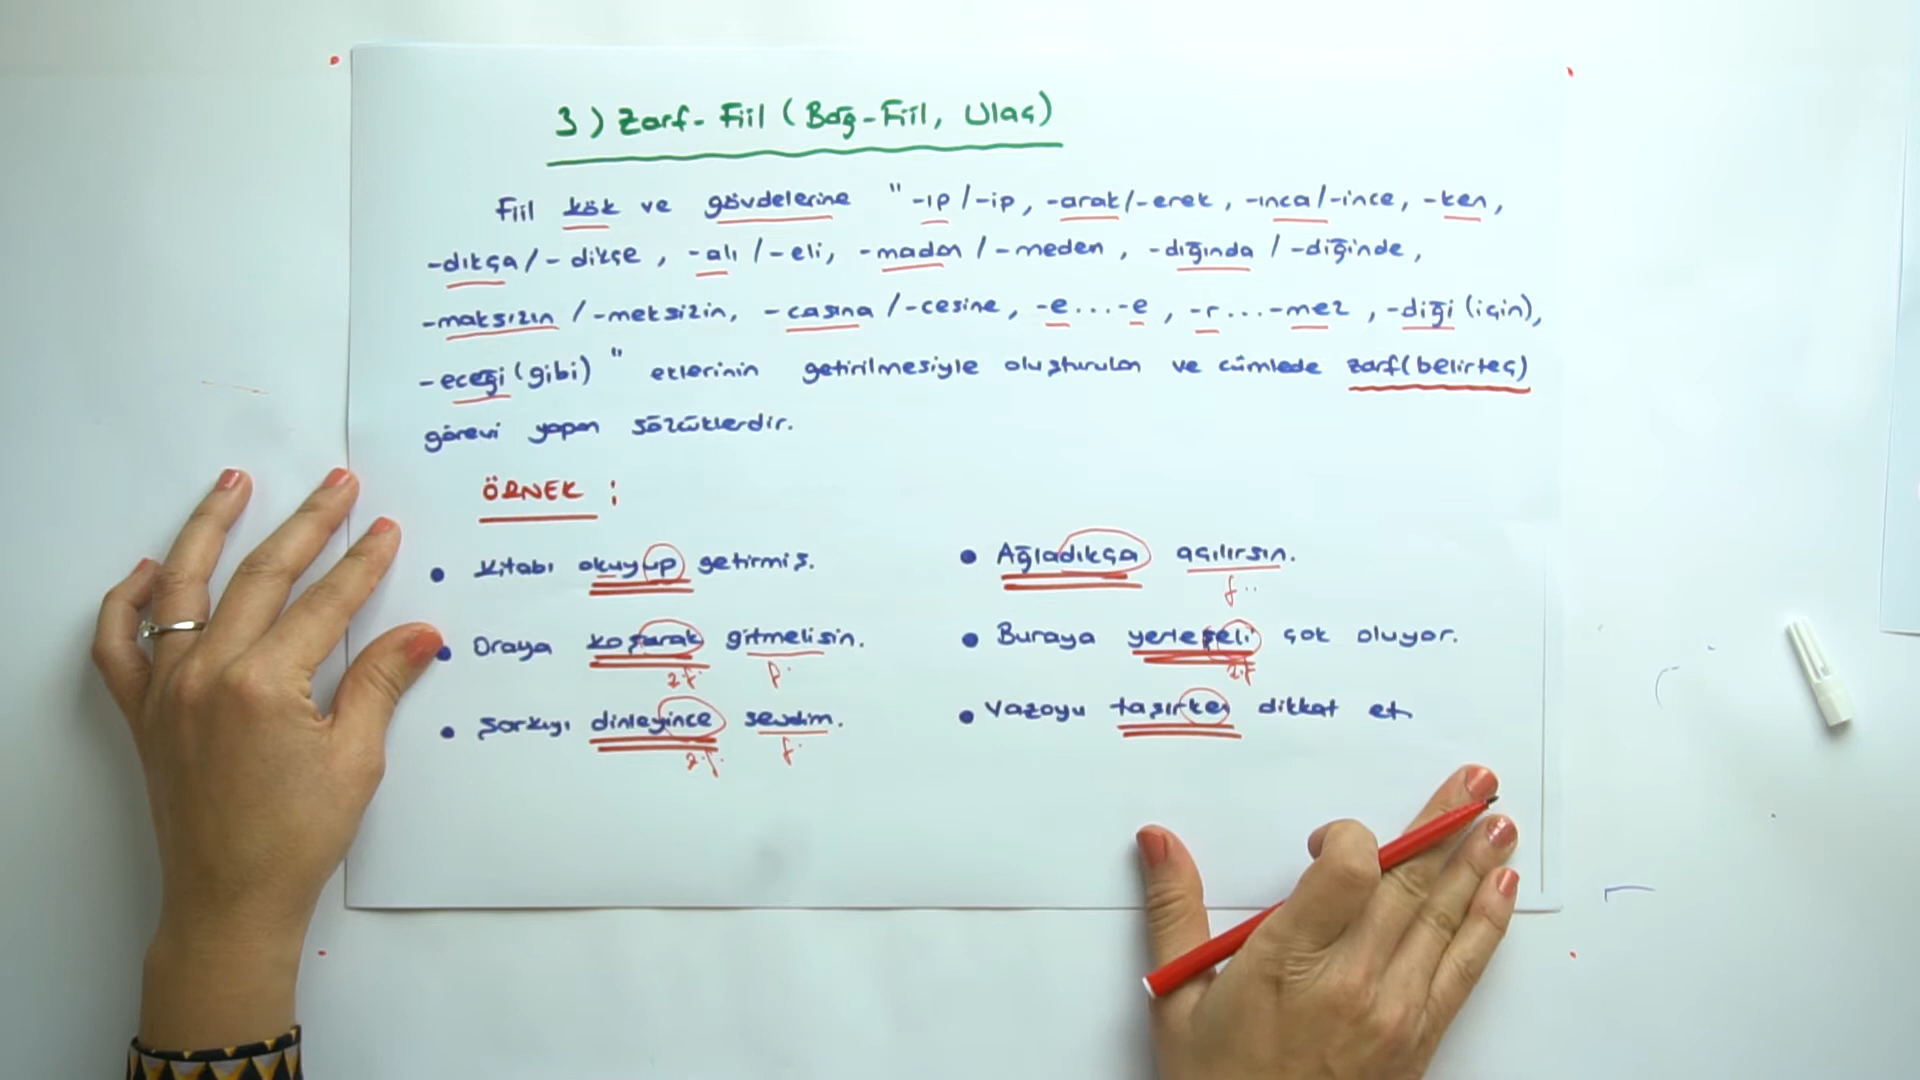 3) Zarf-Fiil (Bağ-Fiil, Ulaç)
Fiil kök ve gövdelerine "-ıp/-ip, -arak/-erek, -ınca/-ince, -ken,
-dıkça/-dikçe, -alı/-eli, -madan/-meden, -dığında/-diğinde,
-maksızın/-meksizin, -casına/-cesine, -e...-e, -r...-mez, -diği (için),
-eceği (gibi)" eklerinin getirilmesiyle oluşturulan ve cümlede zarf(belirteç)
görevi yapan sözcüklerdir.
ÖRNEK :
• Kitabı okuyup getirmiş.
• Oraya koşarak gitmelisin.
z.f. f.
• Şarkıyı dinleyince sevdim.
z.f. f.
• Ağladıkça açılırsın.
f..
• Buraya yerleşeli çok oluyor.
z.f
• Vazoyu taşırken dikkat et